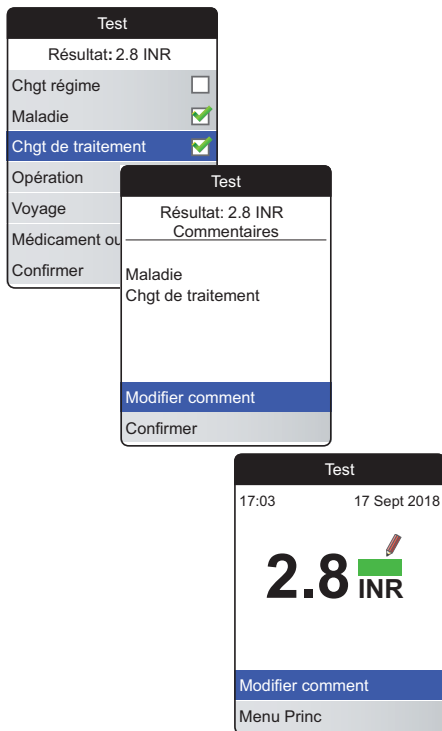 Test
Résultat: 2.8 INR
Chgt régime
Maladie
Chgt de traitement
Opération
Voyage
Médicament ou
Confirmer
Test
Résultat: 2.8 INR
Commentaires
Maladie
Chgt de traitement
Modifier comment
Confirmer
Test
17:03 17 Sept 2018
2.8 INR
Modifier comment
Menu Princ